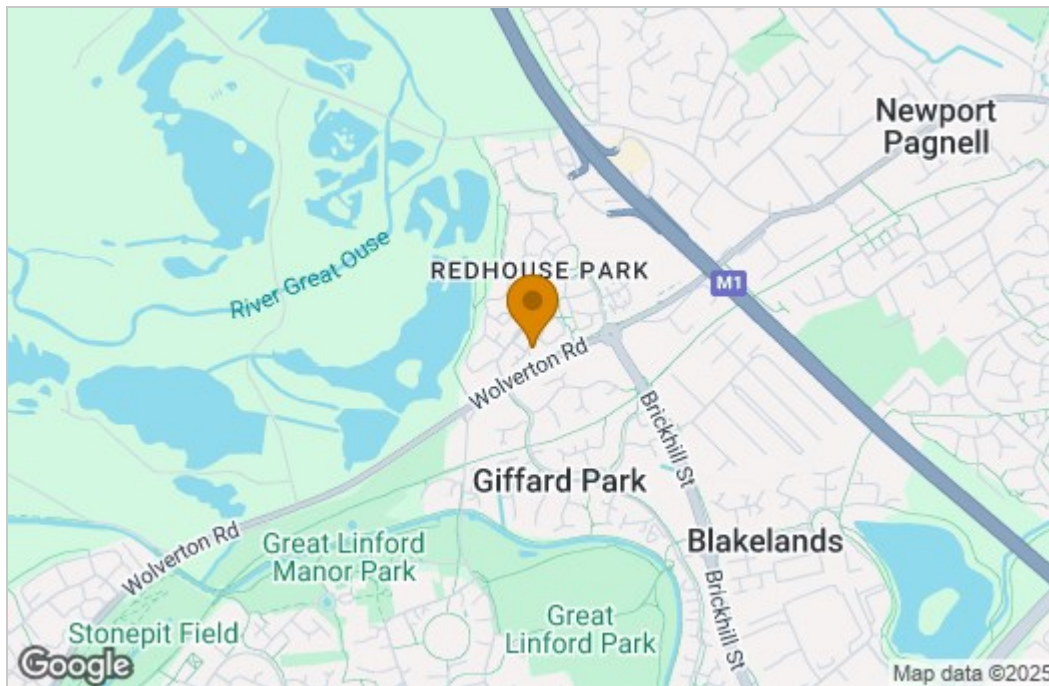 Newport
Pagnell
River Great Ouse
REDHOUSE PARK
M1
Wolverton Rd
Brickhill St
Giffard Park
Wolverton Rd
Great Linford
Manor Park
Blakelands
Brickhill St
Great
Linford Park
Stonepit Field
Google
Map data ©2025